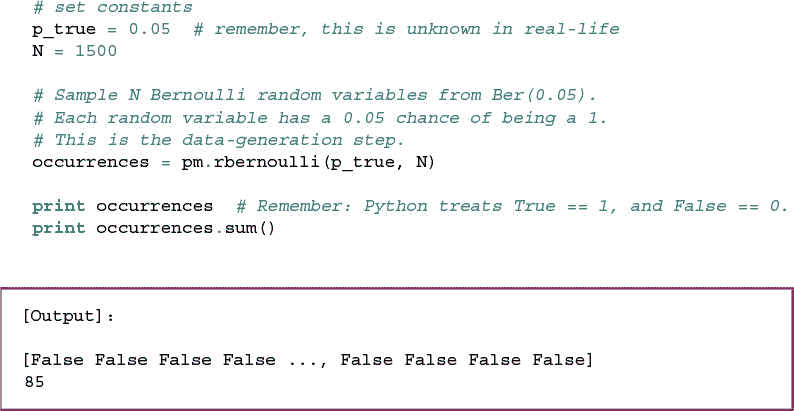 # set constants
p_true = 0.05  # remember, this is unknown in real-life
N = 1500
# Sample N Bernoulli random variables from Ber(0.05).
# Each random variable has a 0.05 chance of being a 1.
# This is the data-generation step.
occurrences = pm.rbernoulli(p_true, N)
print occurrences  # Remember: Python treats True == 1, and False == 0.
print occurrences.sum()
[Output]:
[False False False False ..., False False False False]
85